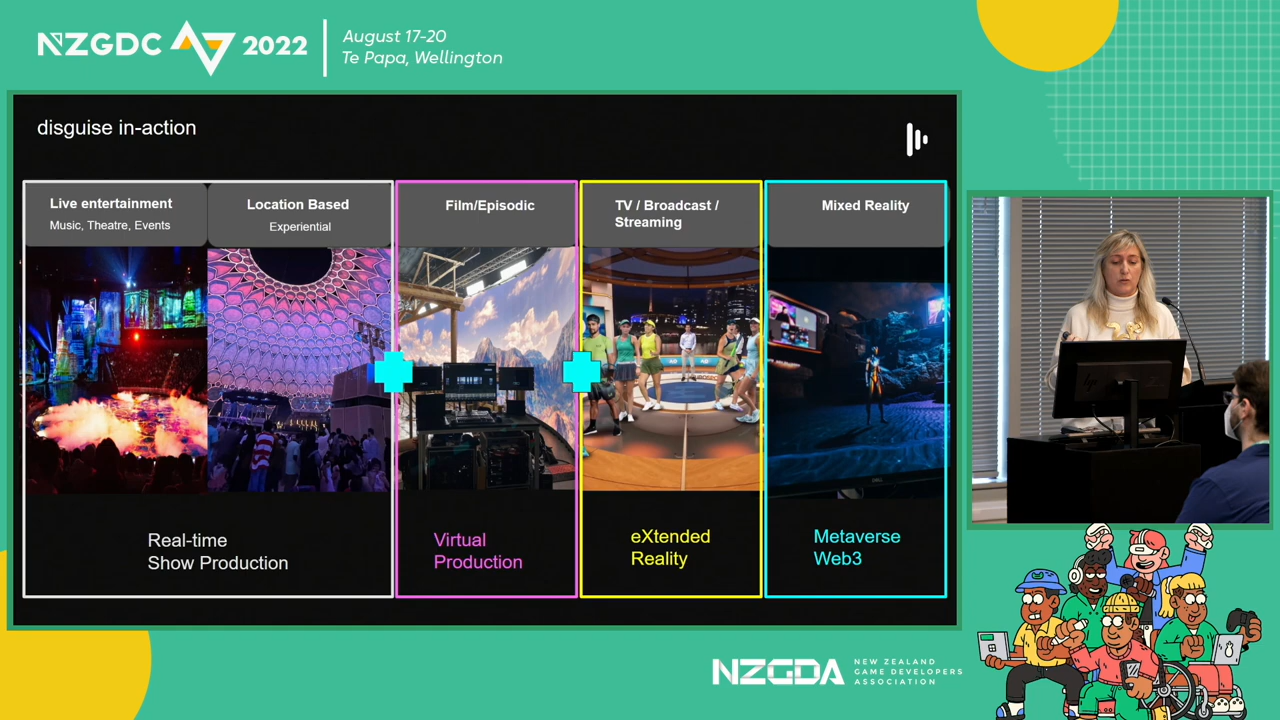 NZGDC 2022
August 17-20
Te Papa, Wellington
disguise in-action
Live entertainment
Music, Theatre, Events
Location Based
Experiential
Film/Episodic
TV / Broadcast /
Streaming
Mixed Reality
Real-time
Show Production
Virtual
Production
eXtended
Reality
Metaverse
Web3
hp
NZGDA
NEW ZEALAND
GAME DEVELOPERS
ASSOCIATION